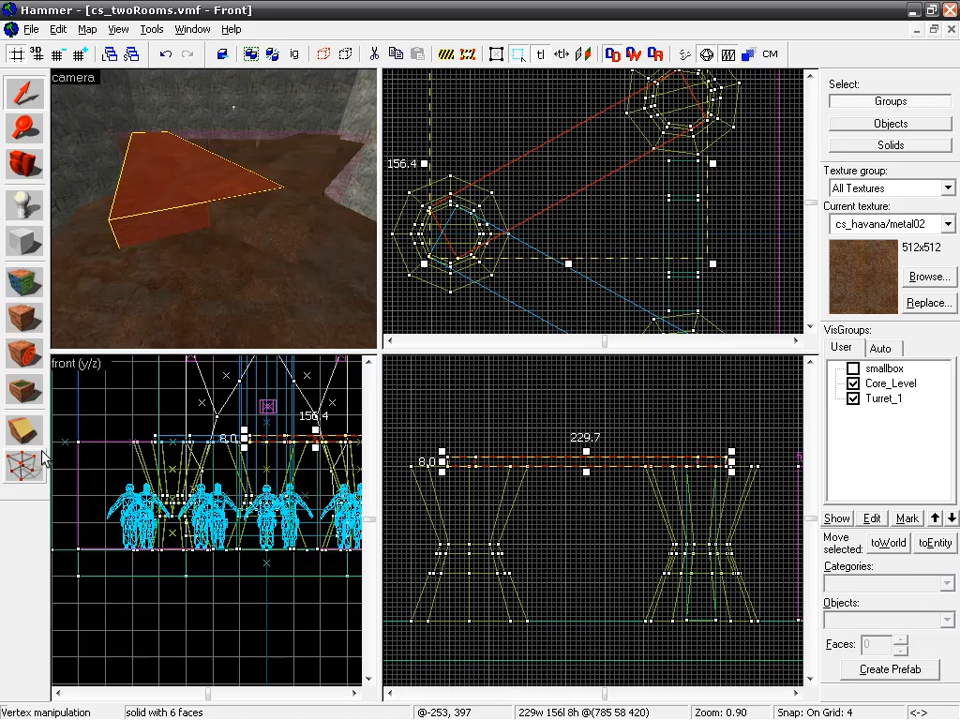 Hammer - [cs_twoRooms.vmf - Front]
File Edit Map View Tools Window Help
3D
ig
tl
+tl+
CM
camera
156.4
front (y/z)
156.4
8.0
229.7
8.0
Select:
Groups
Objects
Solids
Texture group:
All Textures
Current texture:
cs_havana/metal02
512x512
Browse...
Replace...
VisGroups:
User Auto
smallbox
Core_Level
Turret_1
Show Edit Mark
Move selected:
toWorld toEntity
Categories:
Objects:
Faces: 0
Create Prefab
Vertex manipulation
solid with 6 faces
@-253, 397
229w 156l 8h @(785 58 420)
Zoom: 0.90
Snap: On Grid: 4
<->